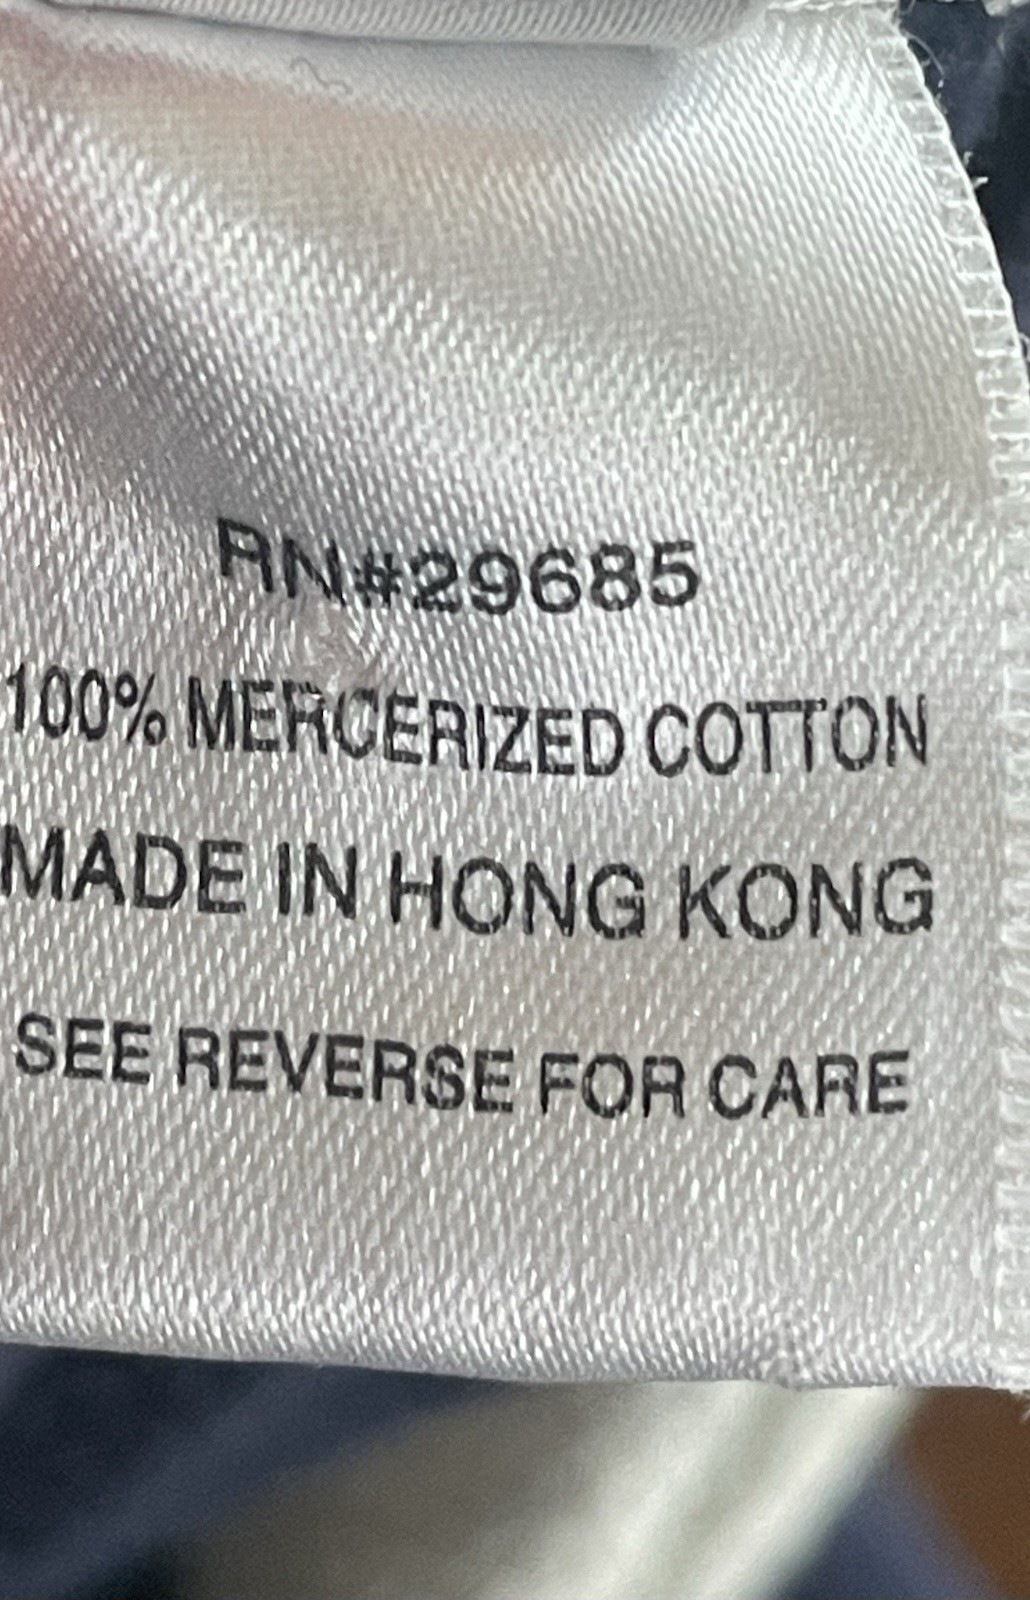 RN#29685
100% MERCERIZED COTTON
MADE IN HONG KONG
SEE REVERSE FOR CARE